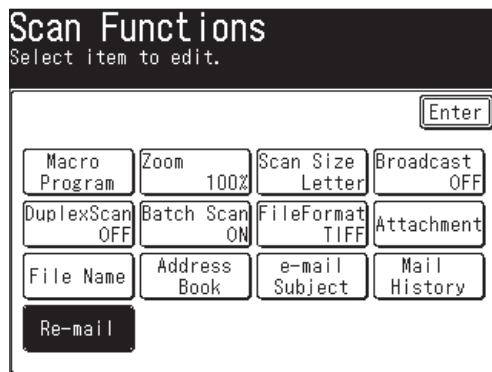 Scan Functions
Select item to edit.
Enter
Macro Program
Zoom 100%
Scan Size Letter
Broadcast OFF
DuplexScan OFF
Batch Scan ON
FileFormat TIFF
Attachment
File Name
Address Book
e-mail Subject
Mail History
Re-mail